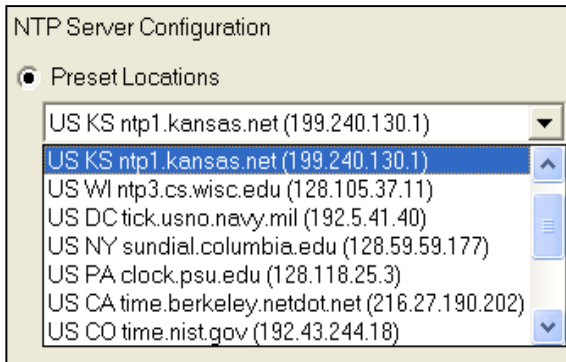 NTP Server Configuration
Preset Locations
US KS ntp1.kansas.net (199.240.130.1)
US KS ntp1.kansas.net (199.240.130.1)
US WI ntp3.cs.wisc.edu (128.105.37.11)
US DC tick.usno.navy.mil (192.5.41.40)
US NY sundial.columbia.edu (128.59.59.177)
US PA clock.psu.edu (128.118.25.3)
US CA time.berkeley.netdot.net (216.27.190.202)
US CO time.nist.gov (192.43.244.18)